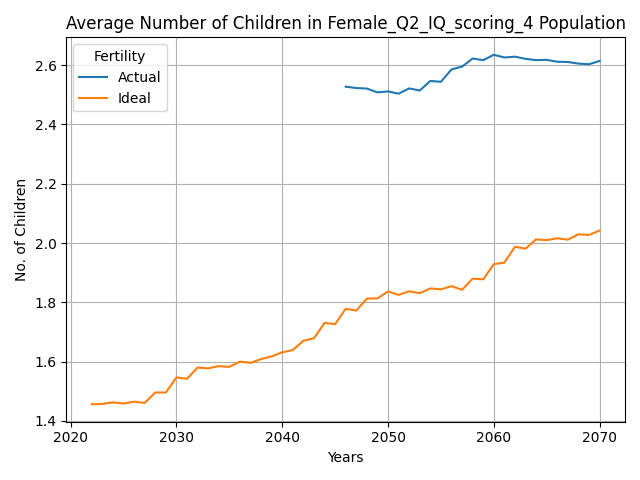 Average Number of Children in Female_Q2_IQ_scoring_4 Population
Fertility
Actual
Ideal
No. of Children
2.6
2.4
2.2
2.0
1.8
1.6
1.4
2020 2030 2040 2050 2060 2070
Years